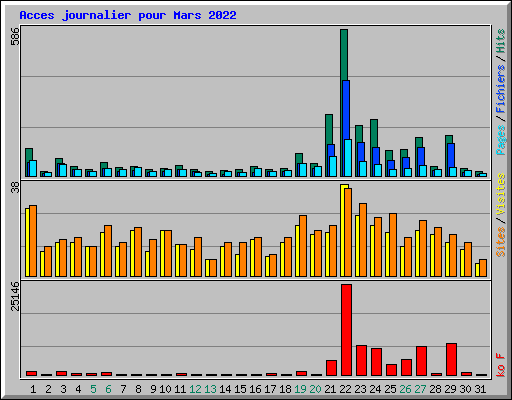 Acces journalier pour Mars 2022
586
38
25146
Pages / Fichiers / Hits
Sites / Visites
ko F
1 2 3 4 5 6 7 8 9 10 11 12 13 14 15 16 17 18 19 20 21 22 23 24 25 26 27 28 29 30 31